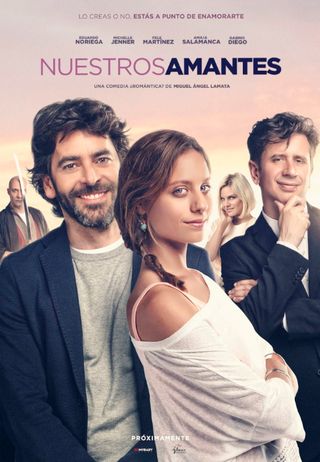 LO CREAS O NO, ESTÁS A PUNTO DE ENAMORARTE
EDUARDO NORIEGA
MICHELLE JENNER
FELE MARTÍNEZ
AMAIA SALAMANCA
GABINO DIEGO
NUESTROSAMANTES
UNA COMEDIA ¿ROMÁNTICA? DE MIGUEL ÁNGEL LAMATA
PRÓXIMAMENTE